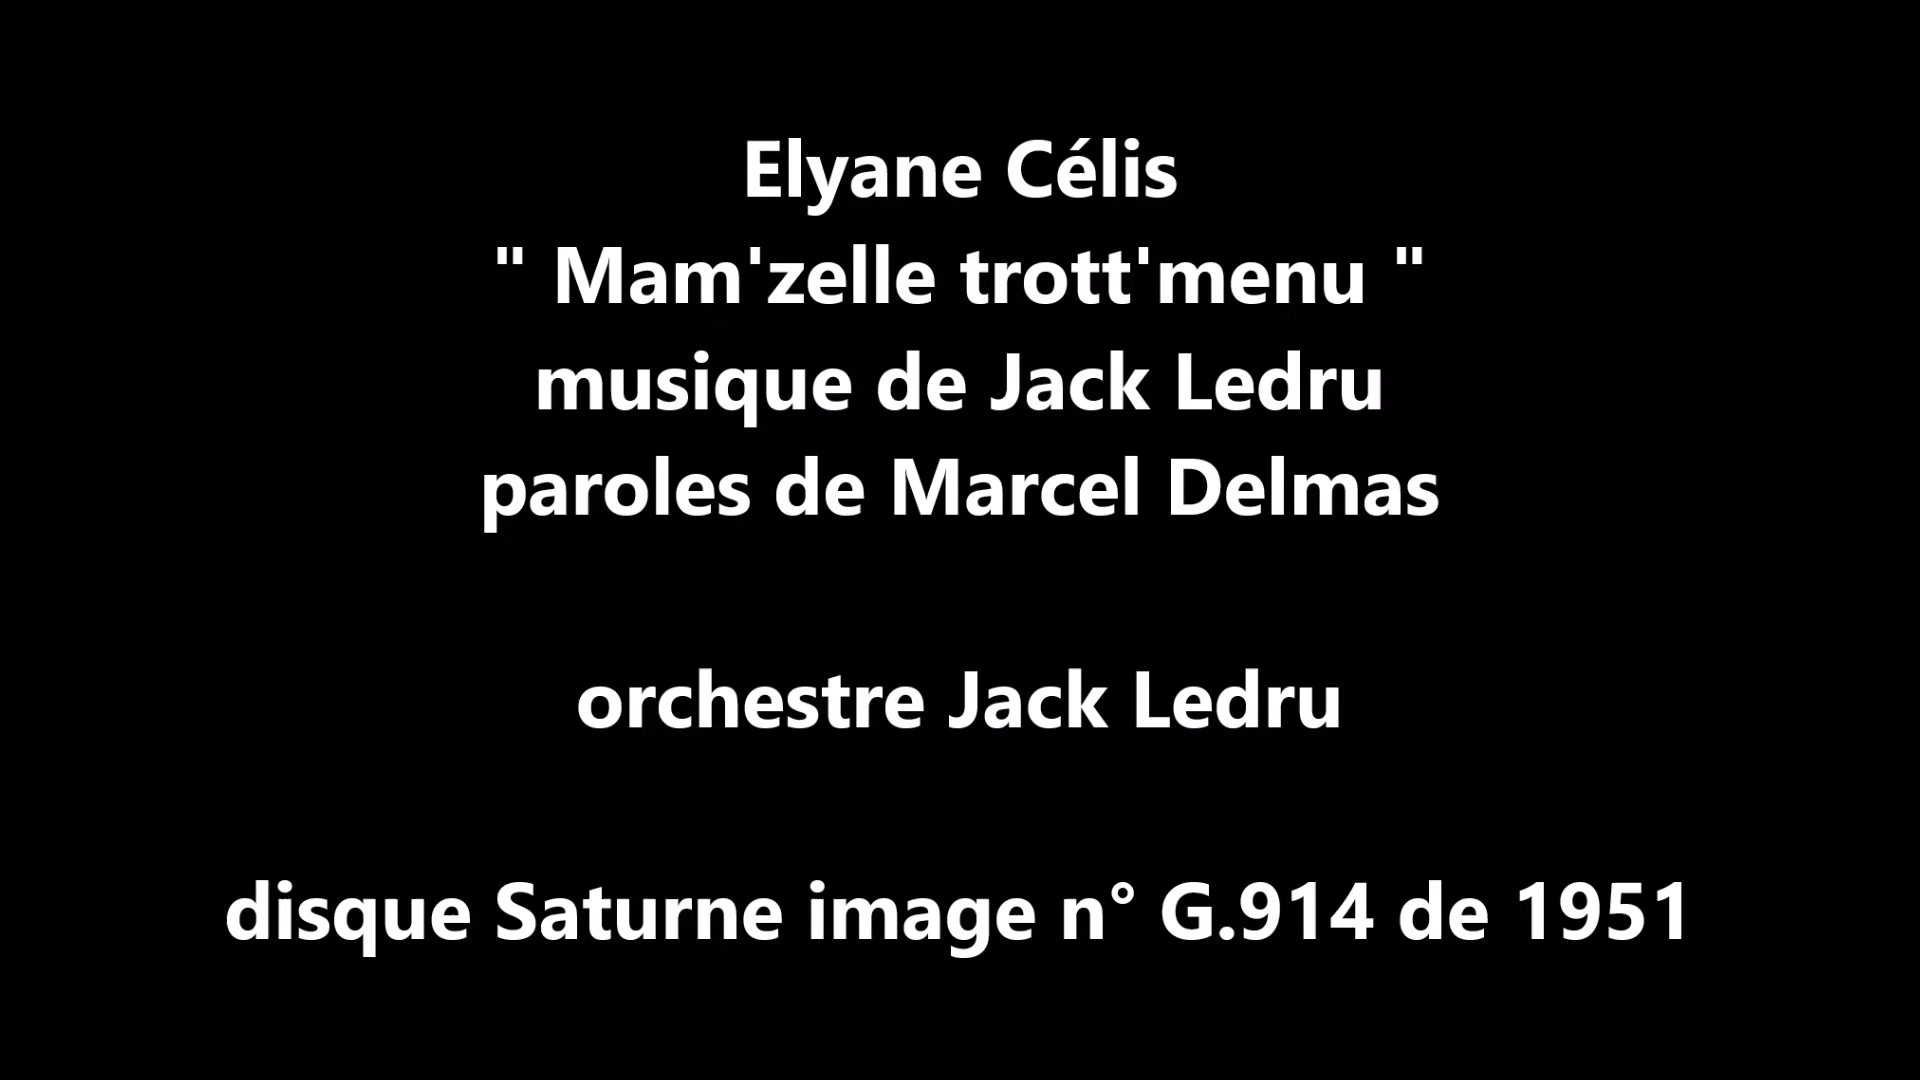 Elyane Célis
" Mam'zelle trott'menu "
musique de Jack Ledru
paroles de Marcel Delmas
orchestre Jack Ledru
disque Saturne image n° G.914 de 1951